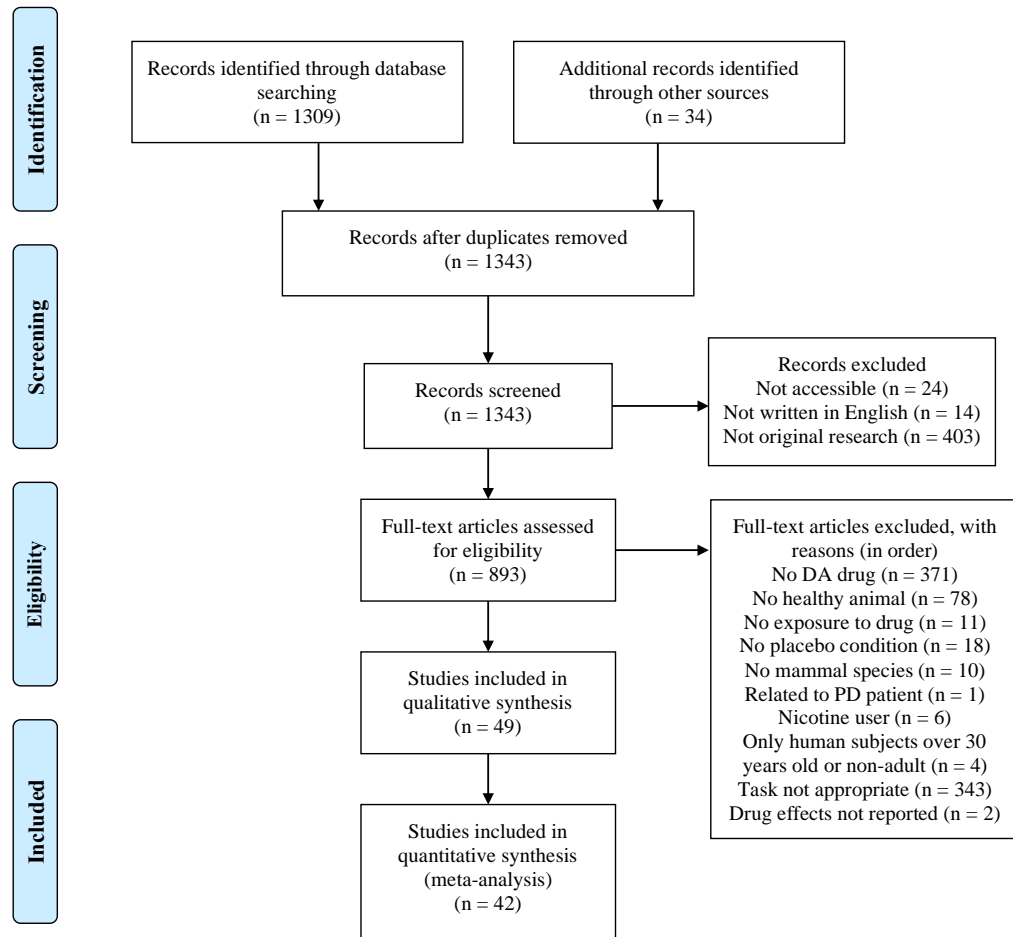 Identification
Records identified through database
searching
(n = 1309)
Additional records identified
through other sources
(n = 34)
Records after duplicates removed
(n = 1343)
Screening
Records screened
(n = 1343)
Records excluded
Not accessible (n = 24)
Not written in English (n = 14)
Not original research (n = 403)
Eligibility
Full-text articles assessed
for eligibility
(n = 893)
Full-text articles excluded, with
reasons (in order)
No DA drug (n = 371)
No healthy animal (n = 78)
No exposure to drug (n = 11)
No placebo condition (n = 18)
No mammal species (n = 10)
Related to PD patient (n = 1)
Nicotine user (n = 6)
Only human subjects over 30
years old or non-adult (n = 4)
Task not appropriate (n = 343)
Drug effects not reported (n = 2)
Studies included in
qualitative synthesis
(n = 49)
Included
Studies included in
quantitative synthesis
(meta-analysis)
(n = 42)